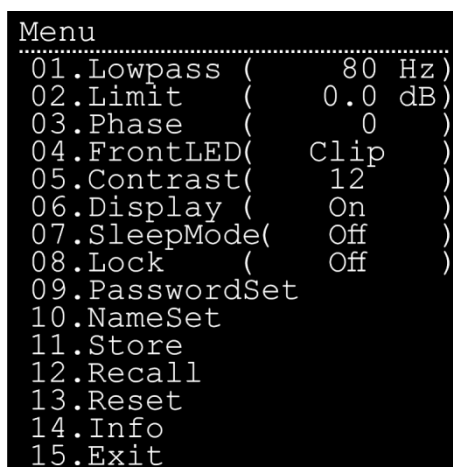 Menu
01.Lowpass ( 80 Hz)
02.Limit ( 0.0 dB)
03.Phase ( 0 )
04.FrontLED( Clip )
05.Contrast( 12 )
06.Display ( On )
07.SleepMode( Off )
08.Lock ( Off )
09.PasswordSet
10.NameSet
11.Store
12.Recall
13.Reset
14.Info
15.Exit